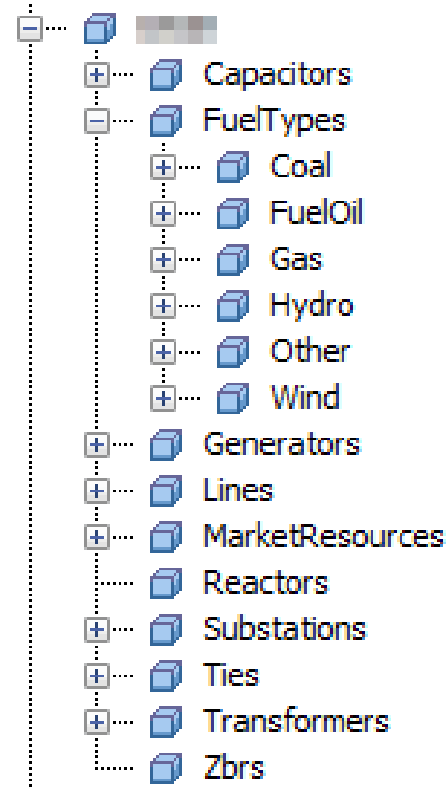 Capacitors
FuelTypes
Coal
FuelOil
Gas
Hydro
Other
Wind
Generators
Lines
MarketResources
Reactors
Substations
Ties
Transformers
Zbrs